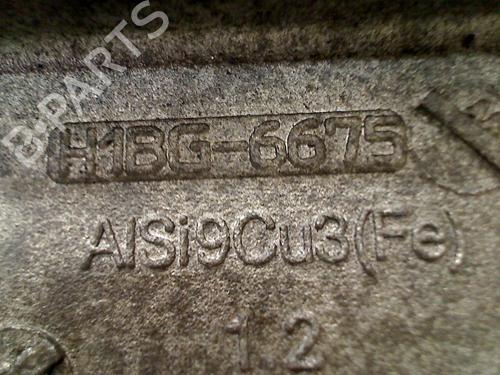 B-PARTS
H1BG-6675
AlSi9Cu3(Fe)
1.2